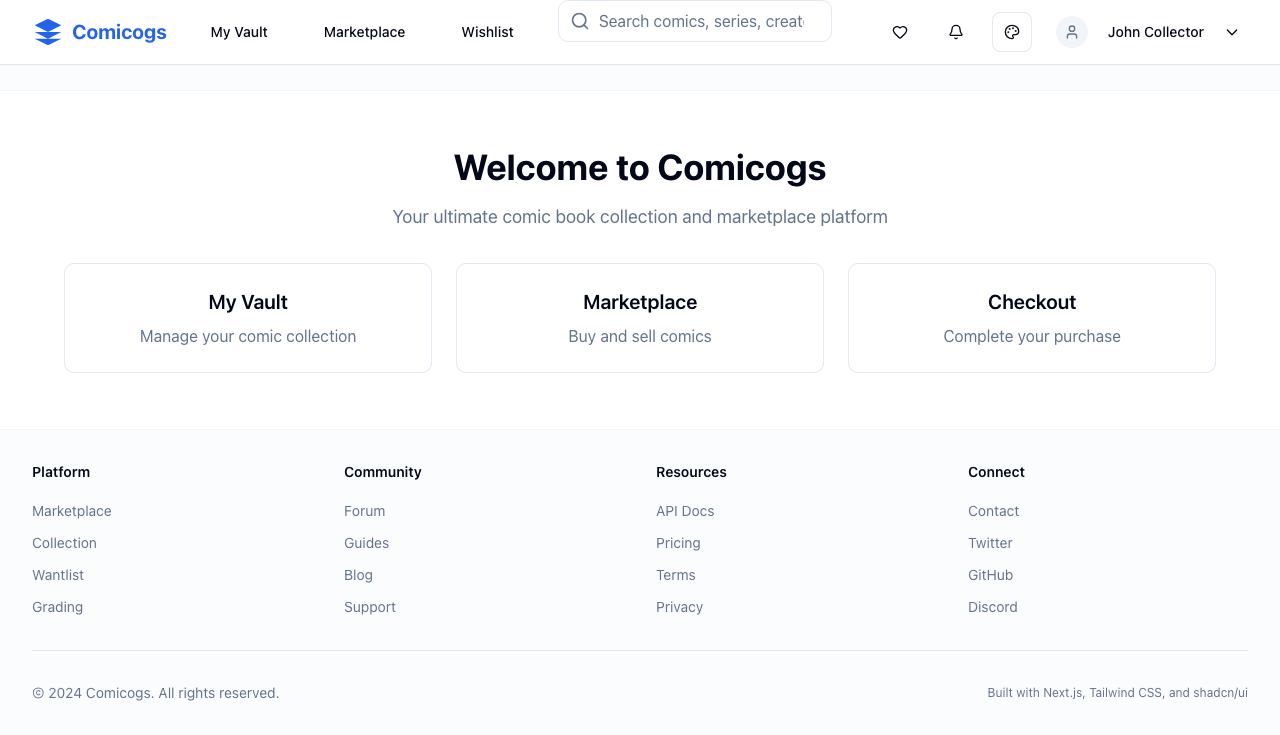 Comicogs
My Vault
Marketplace
Wishlist
Search comics, series, creat
John Collector
Welcome to Comicogs
Your ultimate comic book collection and marketplace platform
My Vault
Manage your comic collection
Marketplace
Buy and sell comics
Checkout
Complete your purchase
Platform
Marketplace
Collection
Wantlist
Grading
Community
Forum
Guides
Blog
Support
Resources
API Docs
Pricing
Terms
Privacy
Connect
Contact
Twitter
GitHub
Discord
© 2024 Comicogs. All rights reserved.
Built with Next.js, Tailwind CSS, and shadcn/ui